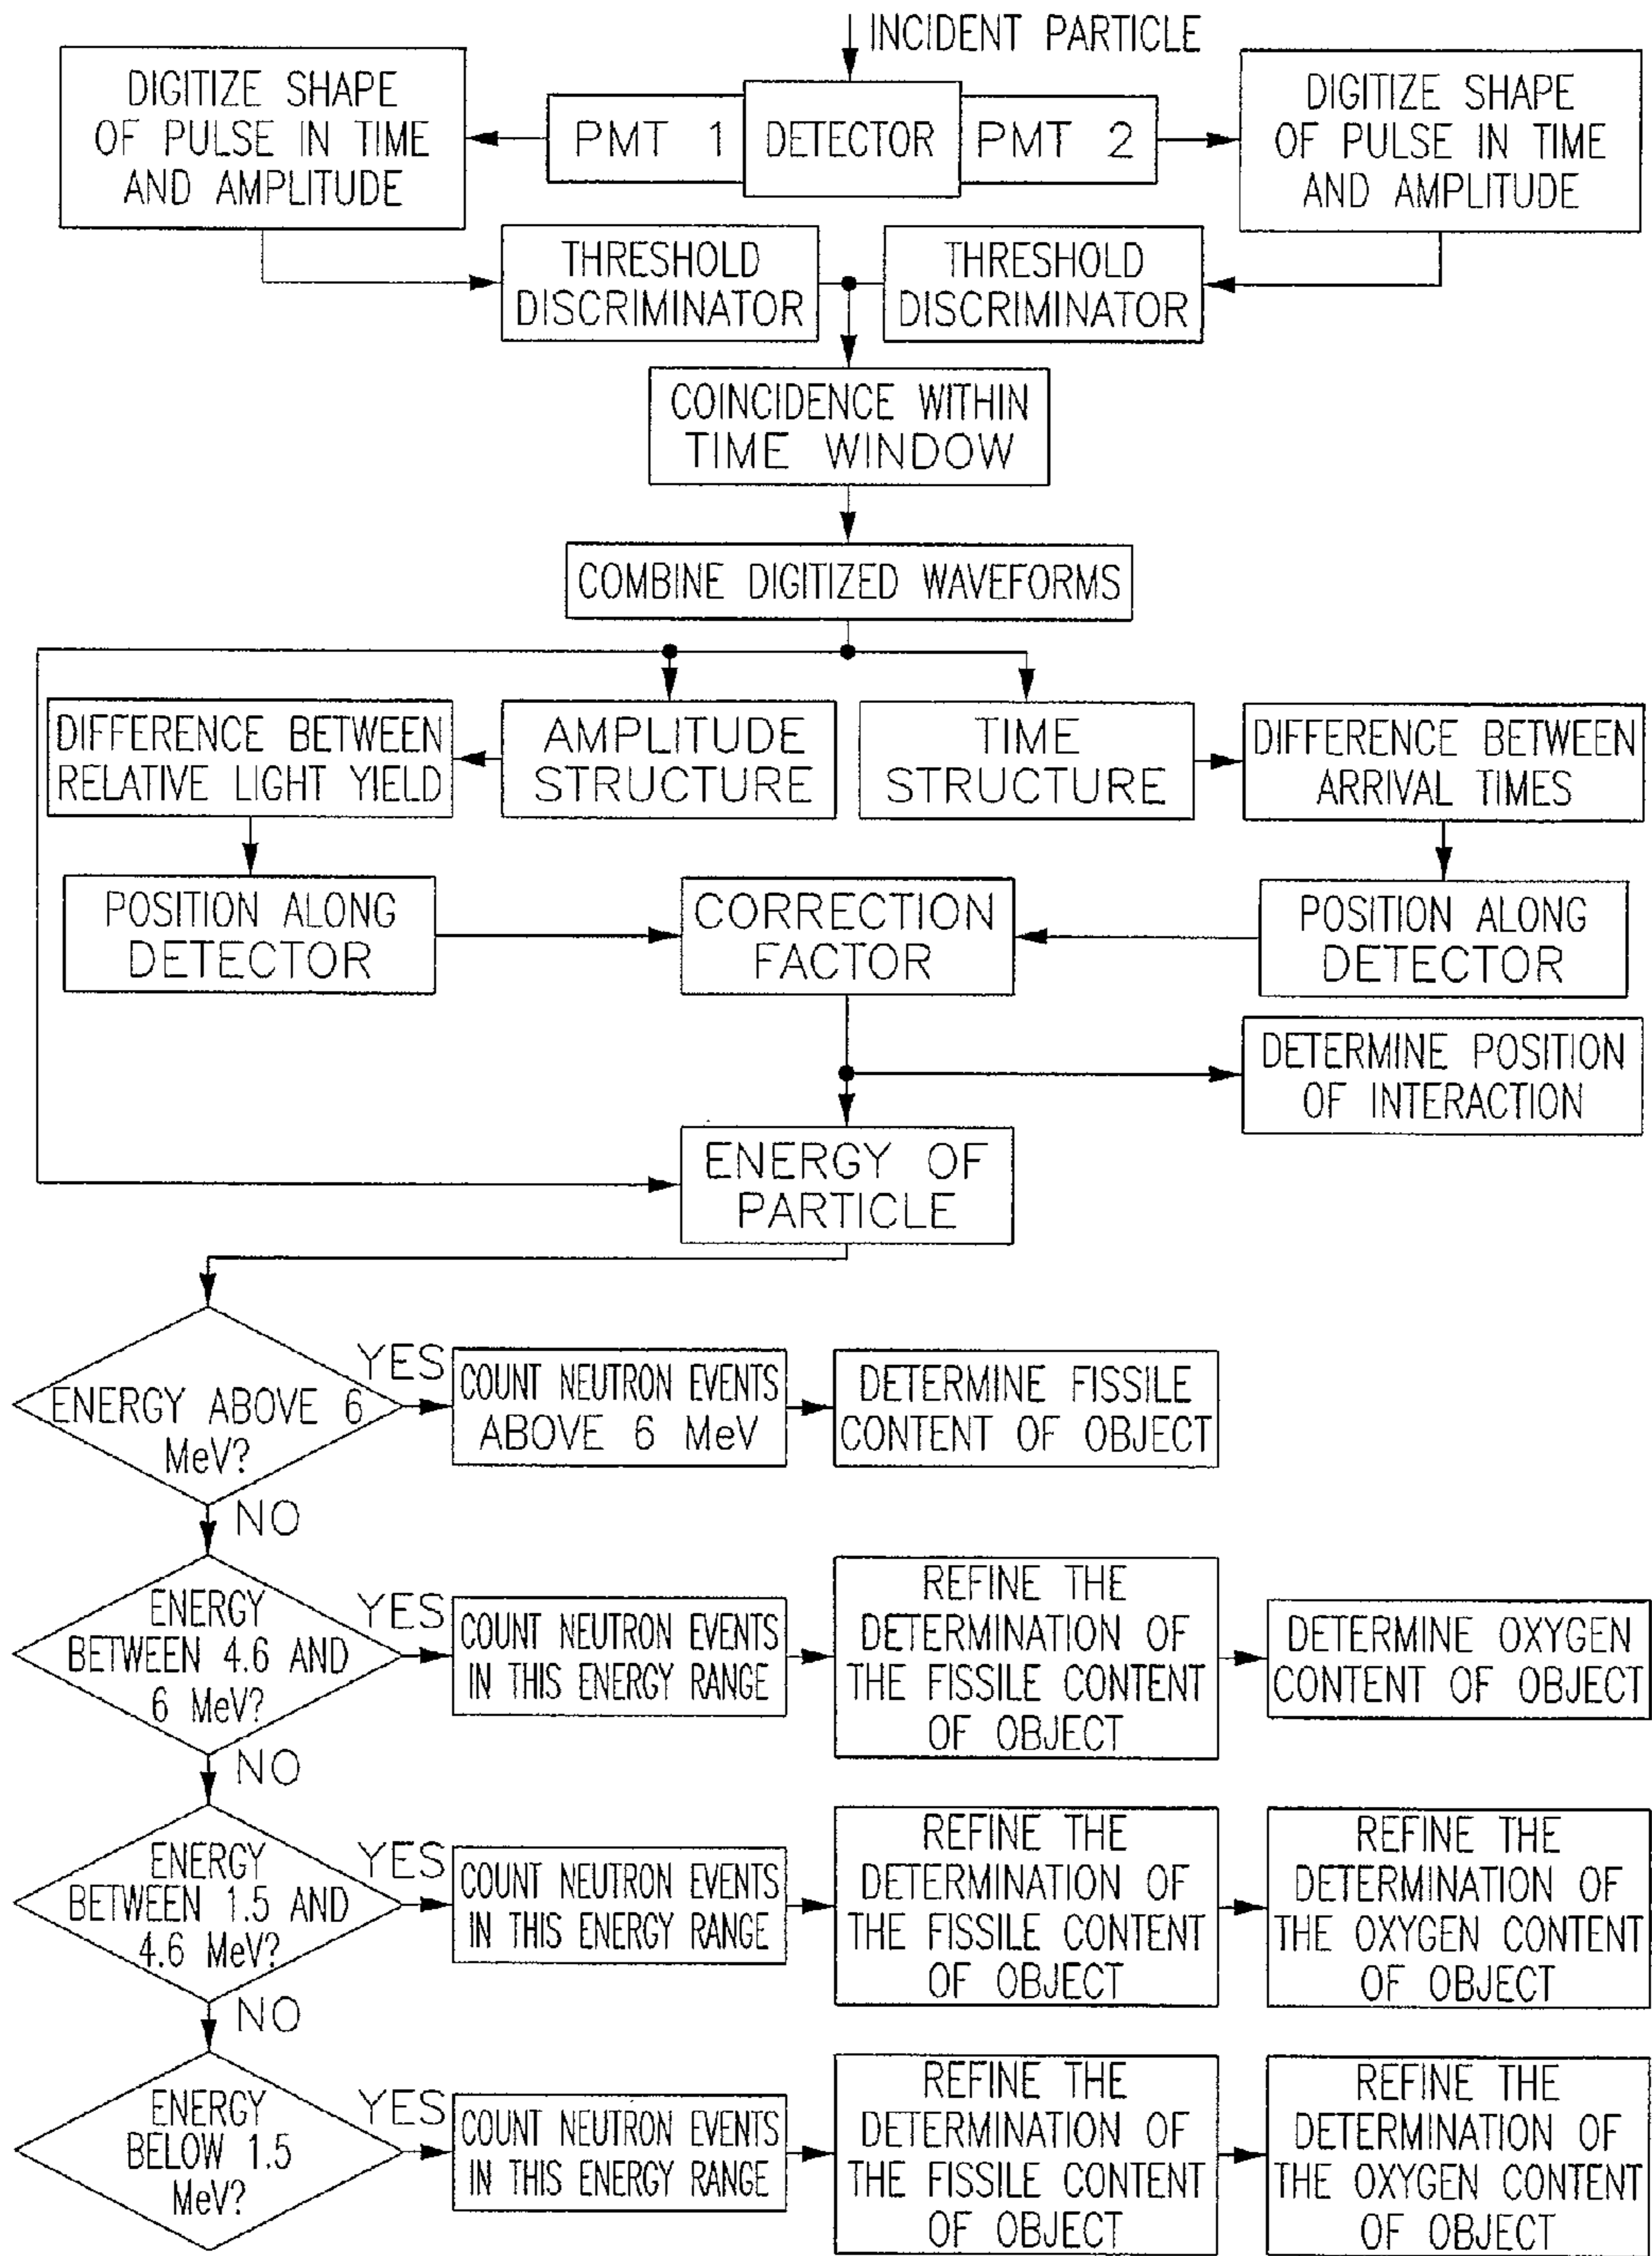 INCIDENT PARTICLE
DIGITIZE SHAPE
OF PULSE IN TIME
AND AMPLITUDE
PMT 1
DETECTOR
PMT 2
DIGITIZE SHAPE
OF PULSE IN TIME
AND AMPLITUDE
THRESHOLD
DISCRIMINATOR
THRESHOLD
DISCRIMINATOR
COINCIDENCE WITHIN
TIME WINDOW
COMBINE DIGITIZED WAVEFORMS
DIFFERENCE BETWEEN
RELATIVE LIGHT YIELD
AMPLITUDE
STRUCTURE
TIME
STRUCTURE
DIFFERENCE BETWEEN
ARRIVAL TIMES
POSITION ALONG
DETECTOR
CORRECTION
FACTOR
POSITION ALONG
DETECTOR
DETERMINE POSITION
OF INTERACTION
ENERGY OF
PARTICLE
ENERGY ABOVE 6
MeV?
YES
COUNT NEUTRON EVENTS
ABOVE 6 MeV
DETERMINE FISSILE
CONTENT OF OBJECT
NO
ENERGY
BETWEEN 4.6 AND
6 MeV?
YES
COUNT NEUTRON EVENTS
IN THIS ENERGY RANGE
REFINE THE
DETERMINATION OF
THE FISSILE CONTENT
OF OBJECT
DETERMINE OXYGEN
CONTENT OF OBJECT
NO
ENERGY
BETWEEN 1.5 AND
4.6 MeV?
YES
COUNT NEUTRON EVENTS
IN THIS ENERGY RANGE
REFINE THE
DETERMINATION OF
THE FISSILE CONTENT
OF OBJECT
REFINE THE
DETERMINATION OF
THE OXYGEN CONTENT
OF OBJECT
NO
ENERGY
BELOW 1.5
MeV?
YES
COUNT NEUTRON EVENTS
IN THIS ENERGY RANGE
REFINE THE
DETERMINATION OF
THE FISSILE CONTENT
OF OBJECT
REFINE THE
DETERMINATION OF
THE OXYGEN CONTENT
OF OBJECT